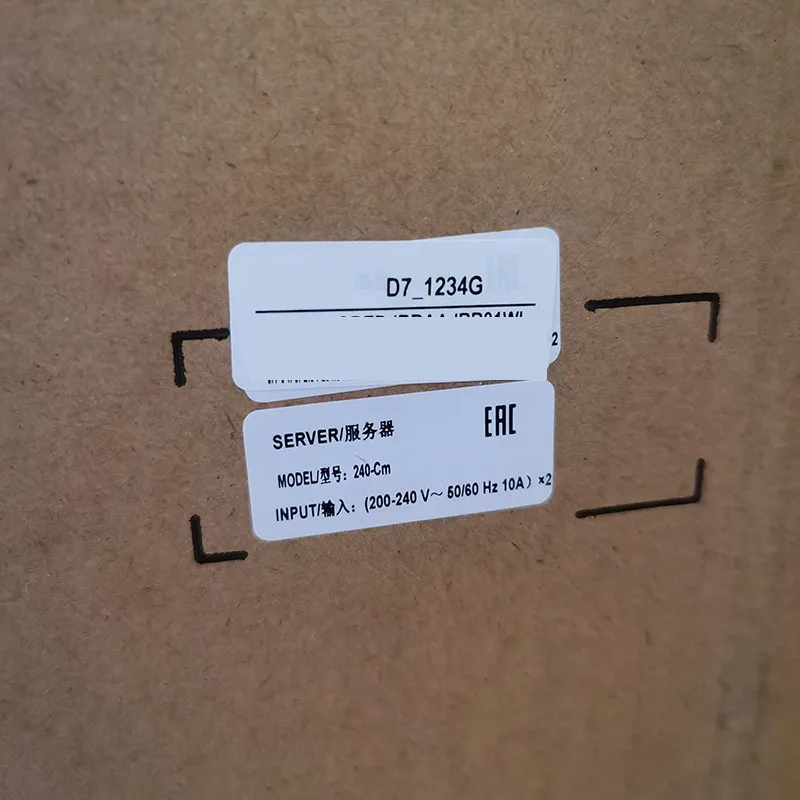 EAC
D7_1234G
2
SERVER/服务器
EAC
MODEL/型号: 240-Cm
INPUT/输入: (200-240 V～ 50/60 Hz 10A) ×2